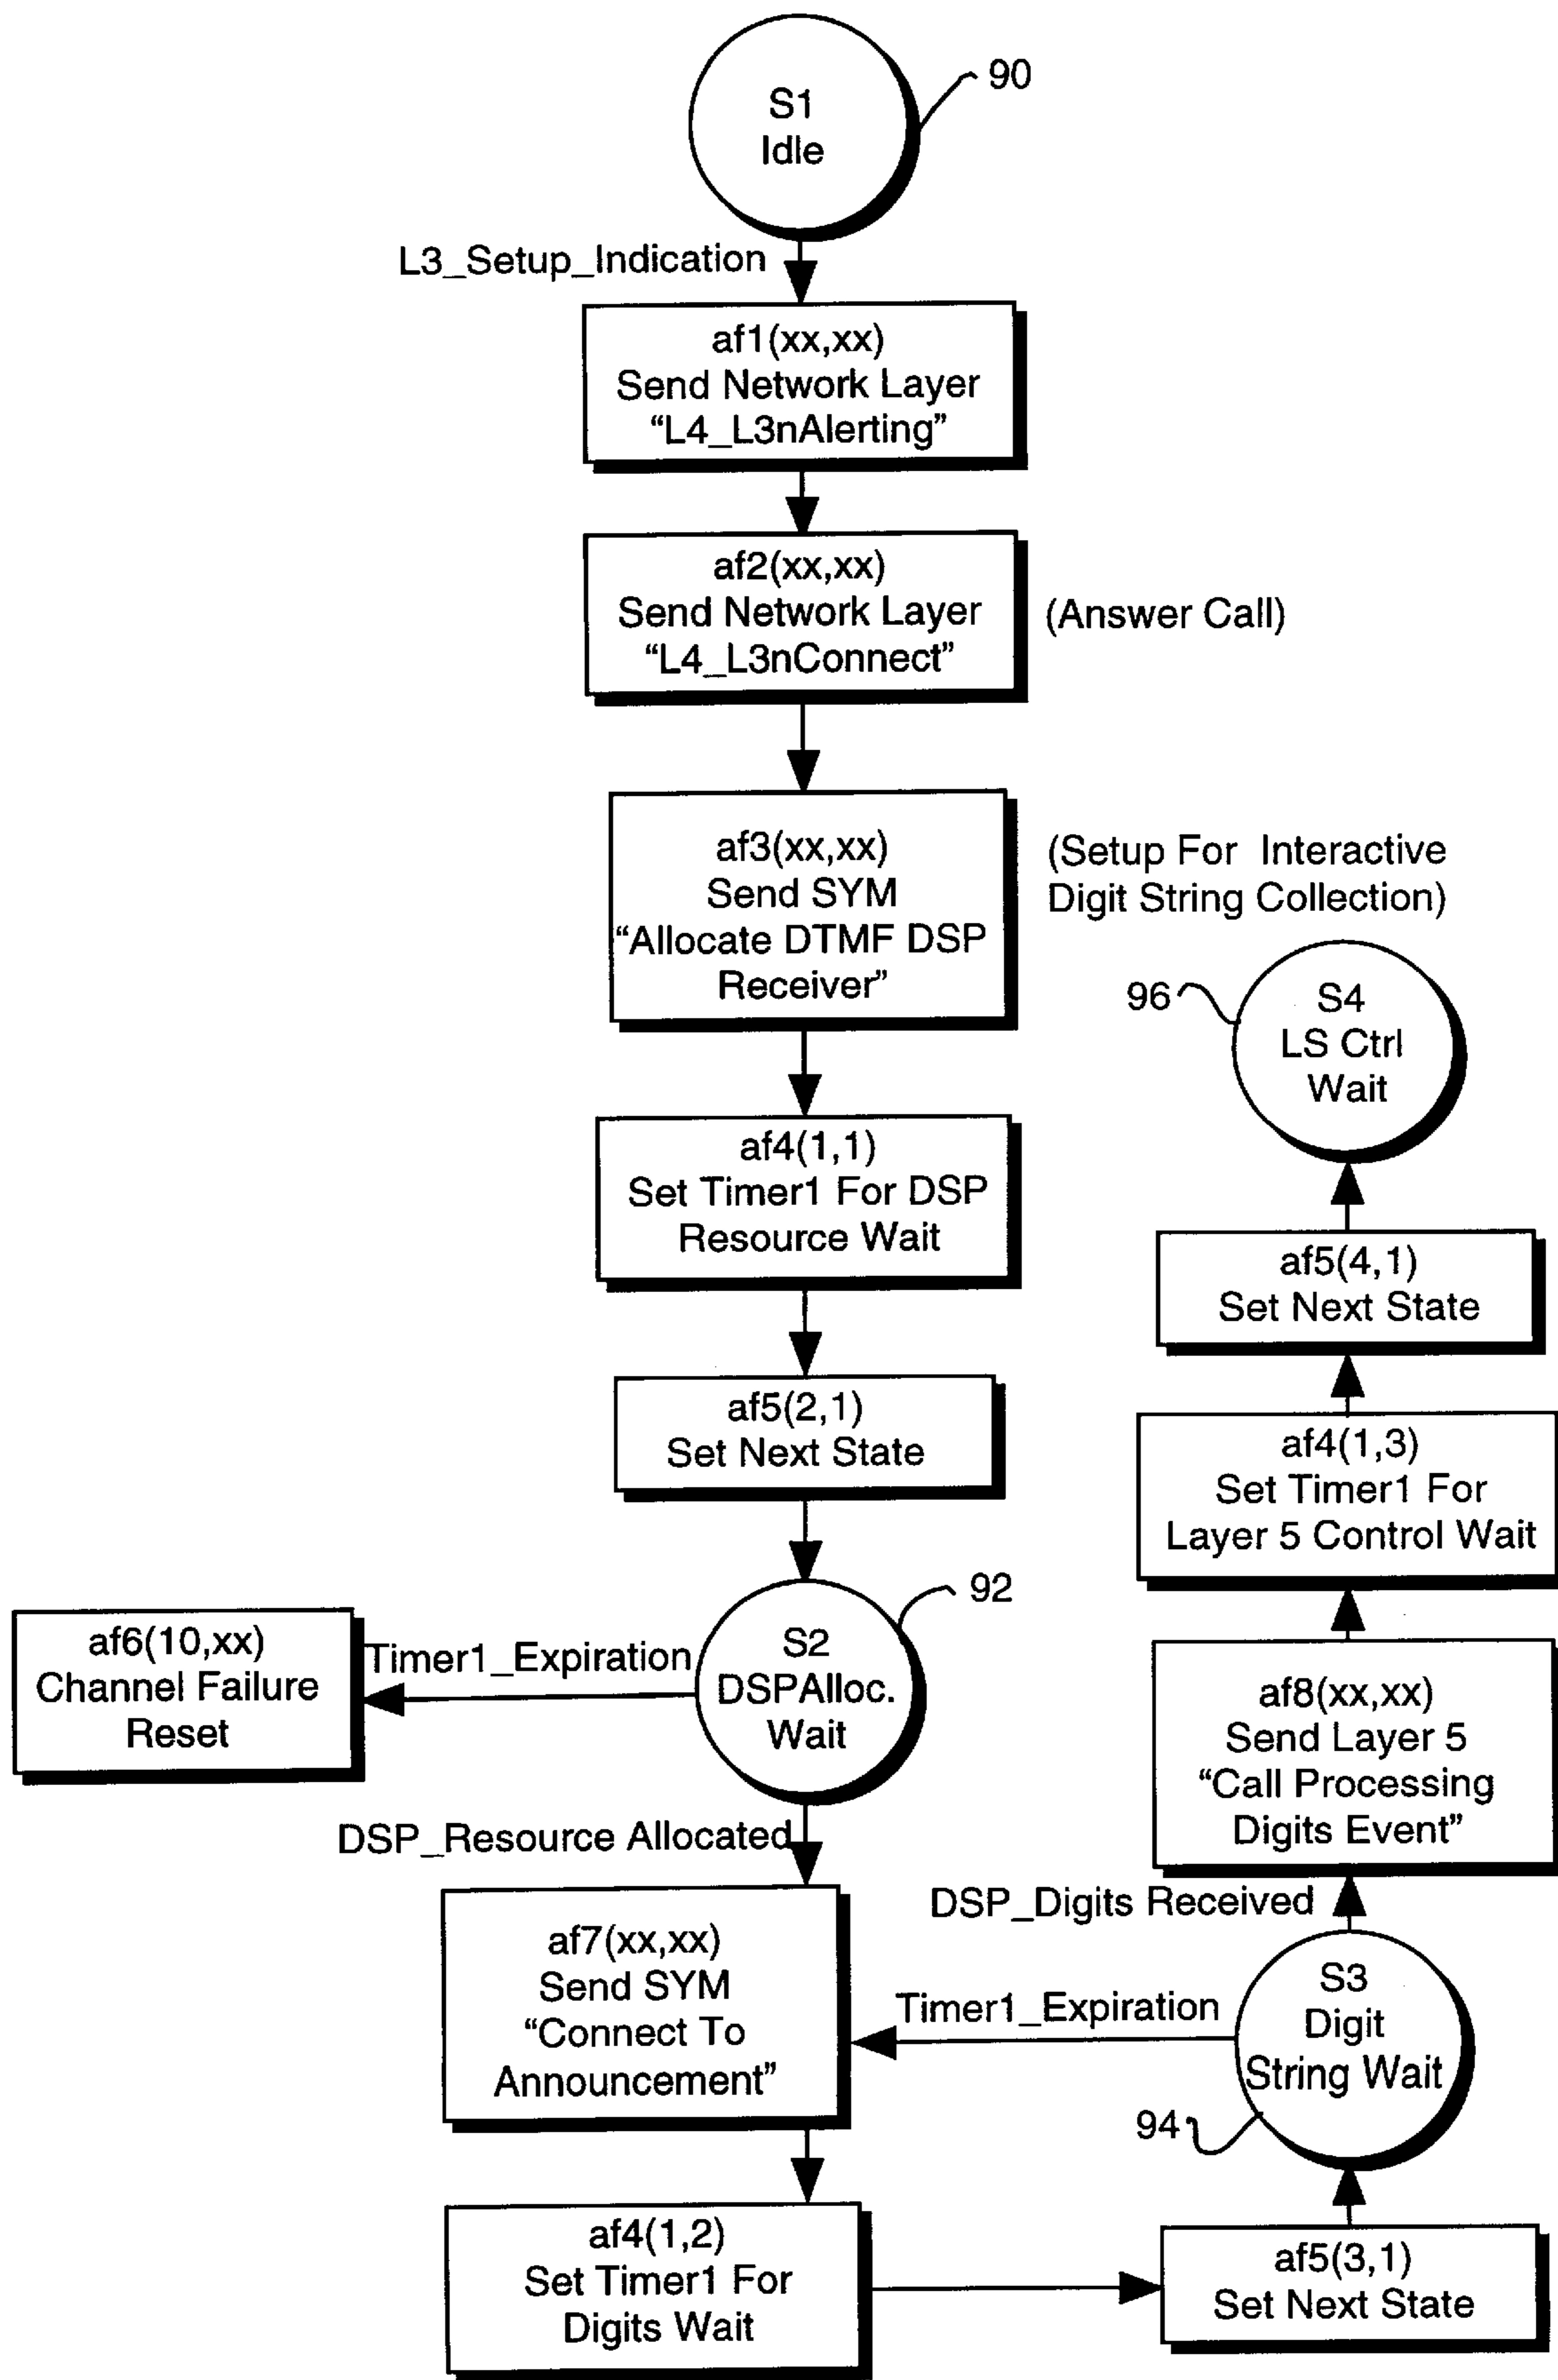 S1
Idle
90
L3_Setup_Indication
af1(xx,xx)
Send Network Layer
“L4_L3nAlerting”
af2(xx,xx)
Send Network Layer
“L4_L3nConnect”
(Answer Call)
af3(xx,xx)
Send SYM
“Allocate DTMF DSP
Receiver”
(Setup For Interactive
Digit String Collection)
af4(1,1)
Set Timer1 For DSP
Resource Wait
af5(2,1)
Set Next State
S2
DSPAlloc.
Wait
92
Timer1_Expiration
af6(10,xx)
Channel Failure
Reset
DSP_Resource Allocated
af7(xx,xx)
Send SYM
“Connect To
Announcement”
af4(1,2)
Set Timer1 For
Digits Wait
af5(3,1)
Set Next State
S3
Digit
String Wait
94
Timer1_Expiration
DSP_Digits Received
af8(xx,xx)
Send Layer 5
“Call Processing
Digits Event”
af4(1,3)
Set Timer1 For
Layer 5 Control Wait
af5(4,1)
Set Next State
S4
LS Ctrl
Wait
96